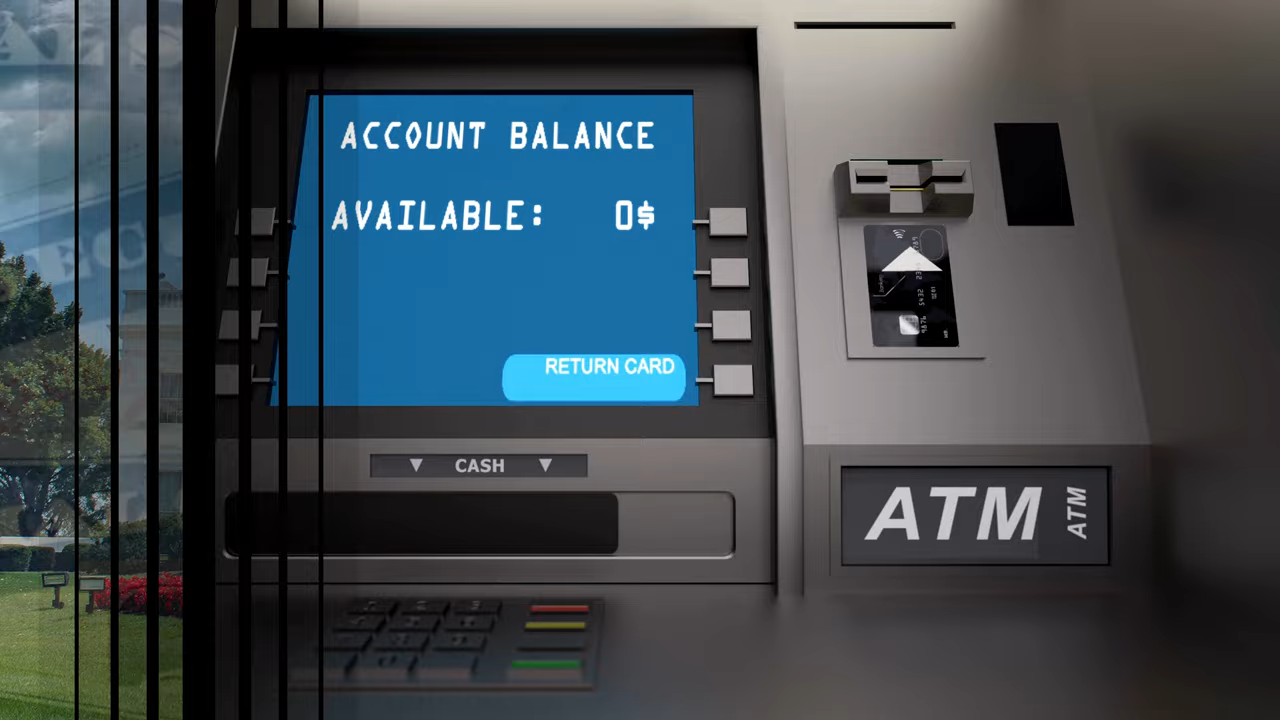 ACCOUNT BALANCE
AVAILABLE: 0$
RETURN CARD
CASH
ATM
ATM